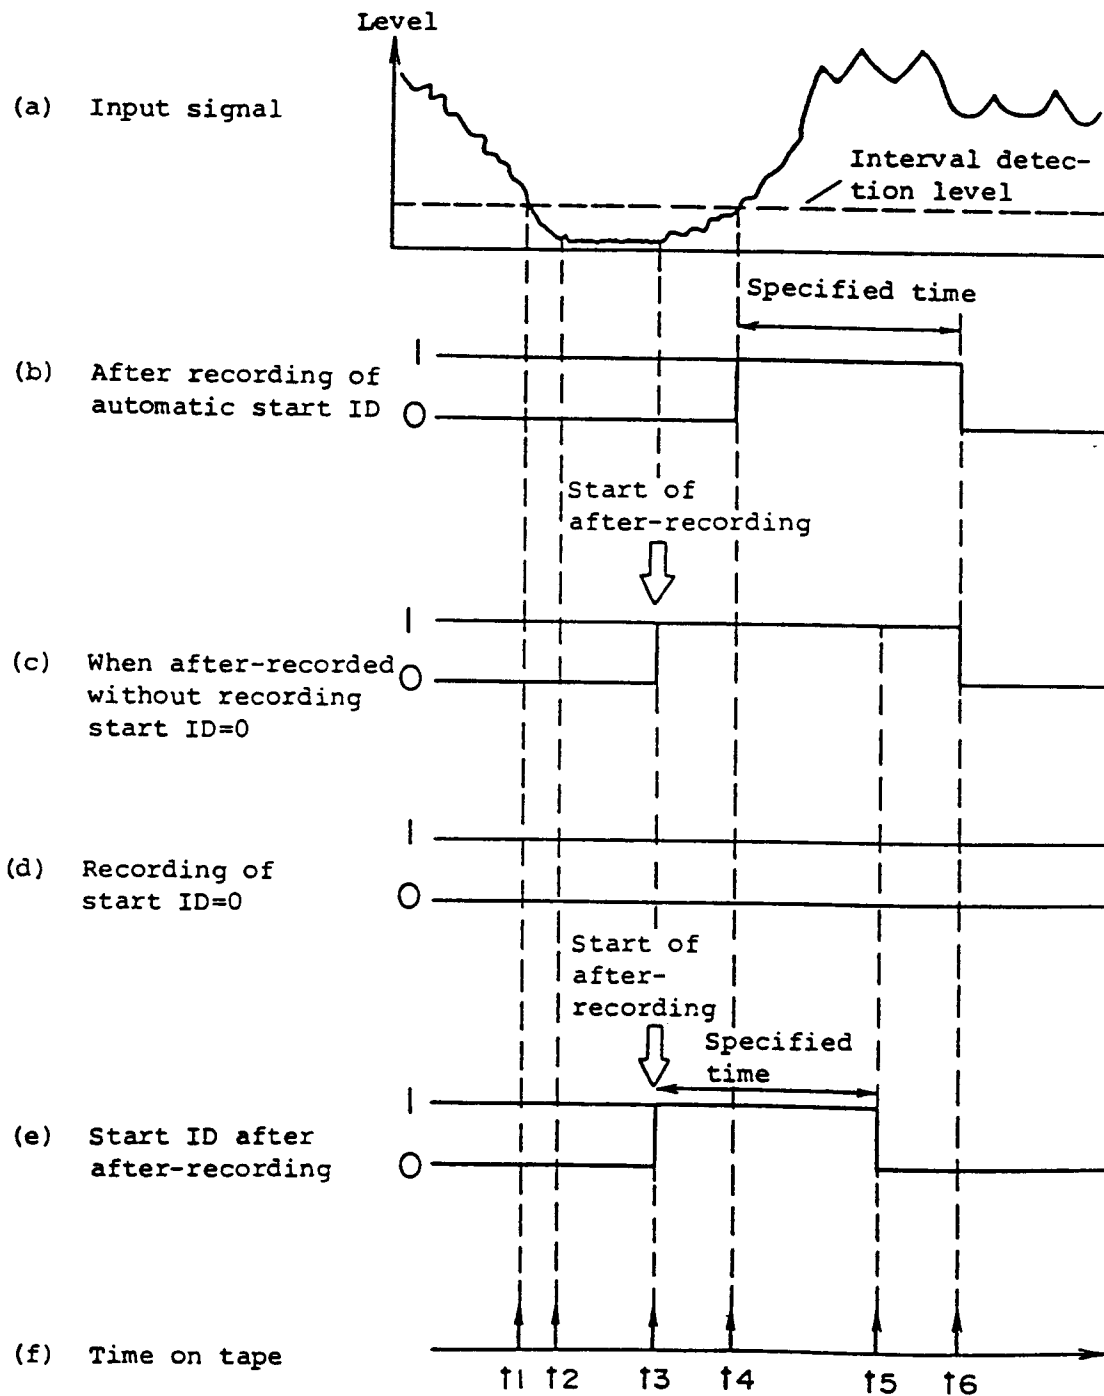 Level
(a) Input signal
Interval detec-
tion level
Specified time
(b) After recording of
automatic start ID
1
0
Start of
after-recording
(c) When after-recorded
without recording
start ID=0
1
0
(d) Recording of
start ID=0
1
0
Start of
after-
recording
Specified
time
(e) Start ID after
after-recording
1
0
(f) Time on tape
t1 t2 t3 t4 t5 t6